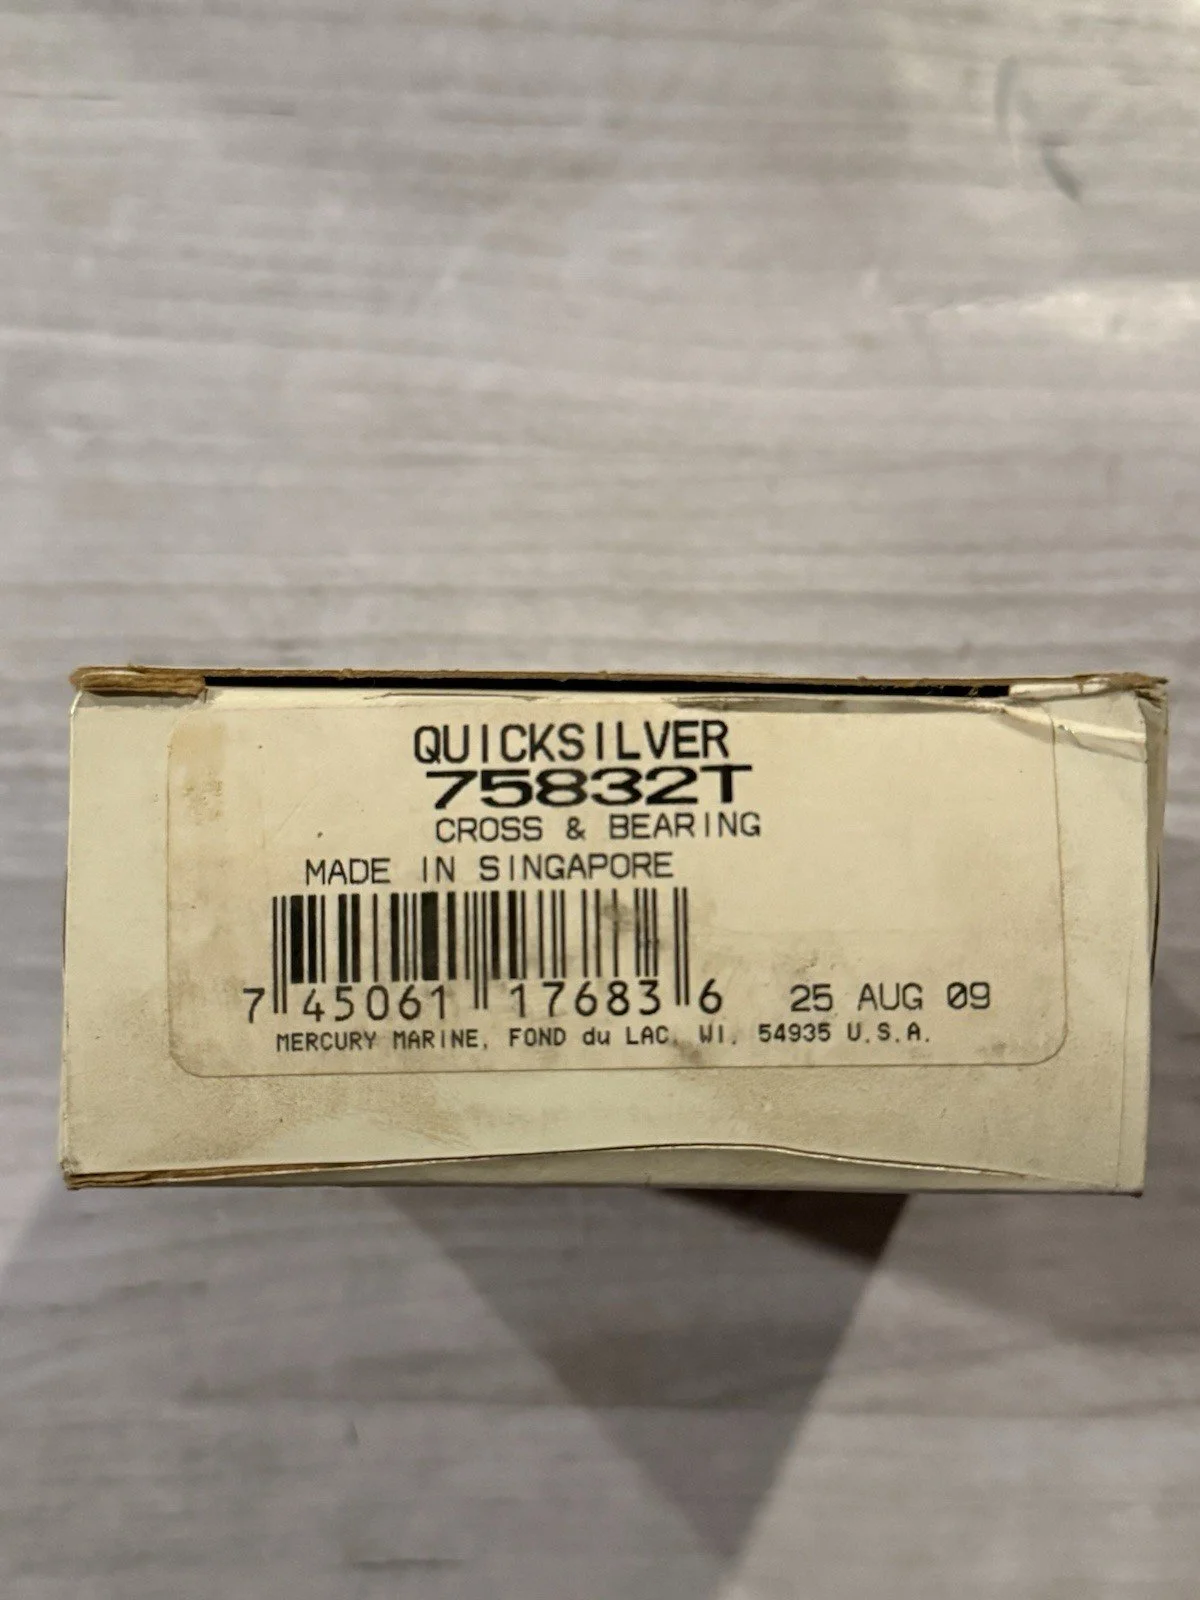 QUICKSILVER
75832T
CROSS & BEARING
MADE IN SINGAPORE
7 45061 17683 6 25 AUG 09
MERCURY MARINE, FOND du LAC, WI. 54935 U.S.A.